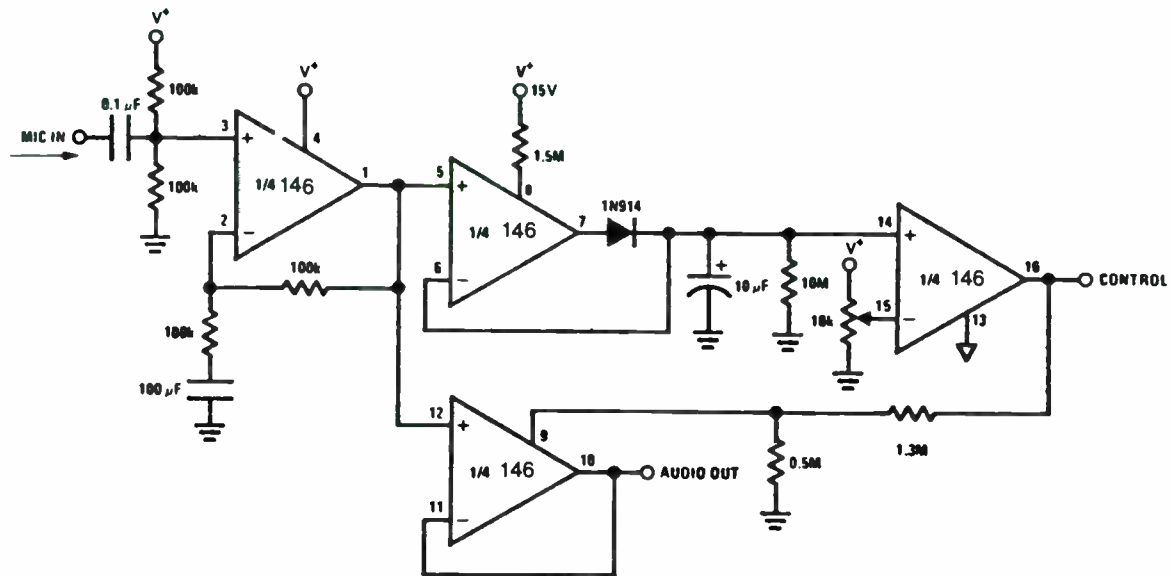 V+
100k
0.1 µF
MIC IN
3
+
100k
V+
4
1/4 146
1
2
−
100k
100k
100 µF
V+
15V
1.5M
5
+
8
1/4 146
7
6
−
1N914
+
10 µF
10M
V+
10k
14
+
1/4 146
16
CONTROL
15
−
13
12
+
9
1/4 146
10
AUDIO OUT
11
−
0.5M
1.3M